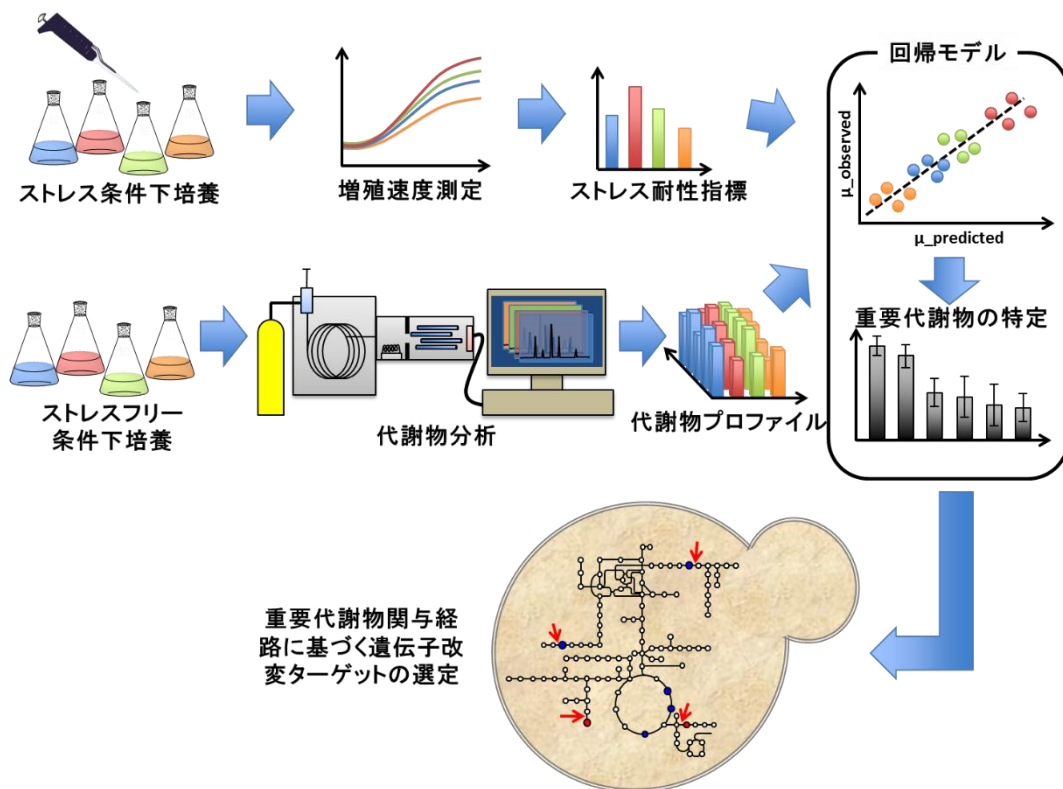 ストレス条件下培養
増殖速度測定
ストレス耐性指標
回帰モデル
μ_observed
μ_predicted
重要代謝物の特定
ストレスフリー
条件下培養
代謝物分析
代謝物プロファイル
重要代謝物関与経
路に基づく遺伝子改
変ターゲットの選定